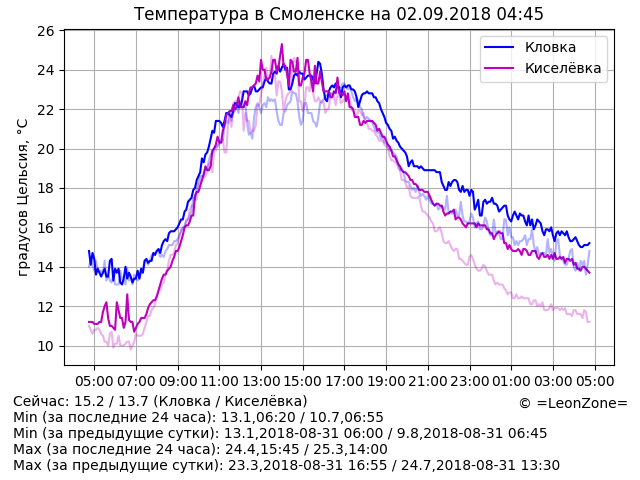 Температура в Смоленске на 02.09.2018 04:45
26
24
22
20
18
16
14
12
10
градусов Цельсия, °C
Кловка
Киселёвка
05:00 07:00 09:00 11:00 13:00 15:00 17:00 19:00 21:00 23:00 01:00 03:00 05:00
Сейчас: 15.2 / 13.7 (Кловка / Киселёвка)
© =LeonZone=
Min (за последние 24 часа): 13.1,06:20 / 10.7,06:55
Min (за предыдущие сутки): 13.1,2018-08-31 06:00 / 9.8,2018-08-31 06:45
Max (за последние 24 часа): 24.4,15:45 / 25.3,14:00
Max (за предыдущие сутки): 23.3,2018-08-31 16:55 / 24.7,2018-08-31 13:30